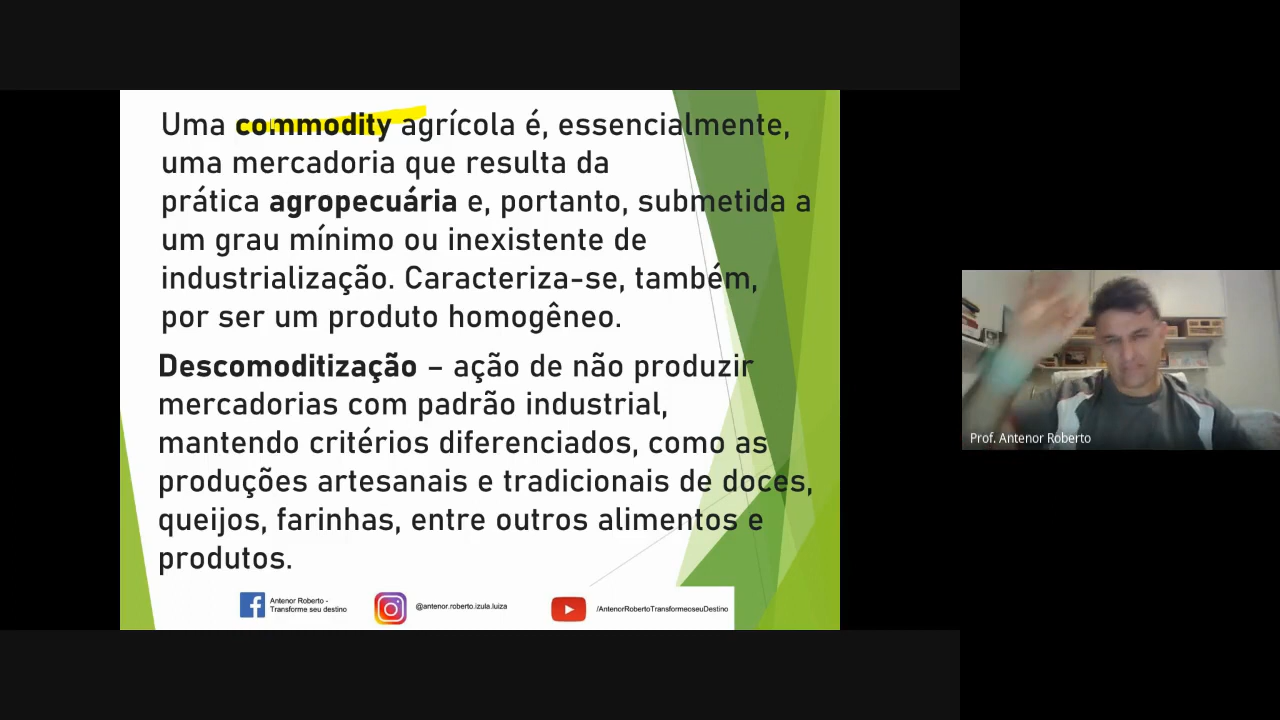 Uma commodity agrícola é, essencialmente,
uma mercadoria que resulta da
prática agropecuária e, portanto, submetida a
um grau mínimo ou inexistente de
industrialização. Caracteriza-se, também,
por ser um produto homogêneo.
Descomoditização – ação de não produzir
mercadorias com padrão industrial,
mantendo critérios diferenciados, como as
produções artesanais e tradicionais de doces,
queijos, farinhas, entre outros alimentos e
produtos.
Antenor Roberto -
Transforme seu destino
@antenor.roberto.izula.luiza
/AntenorRobertoTransformeoseuDestino
Prof. Antenor Roberto